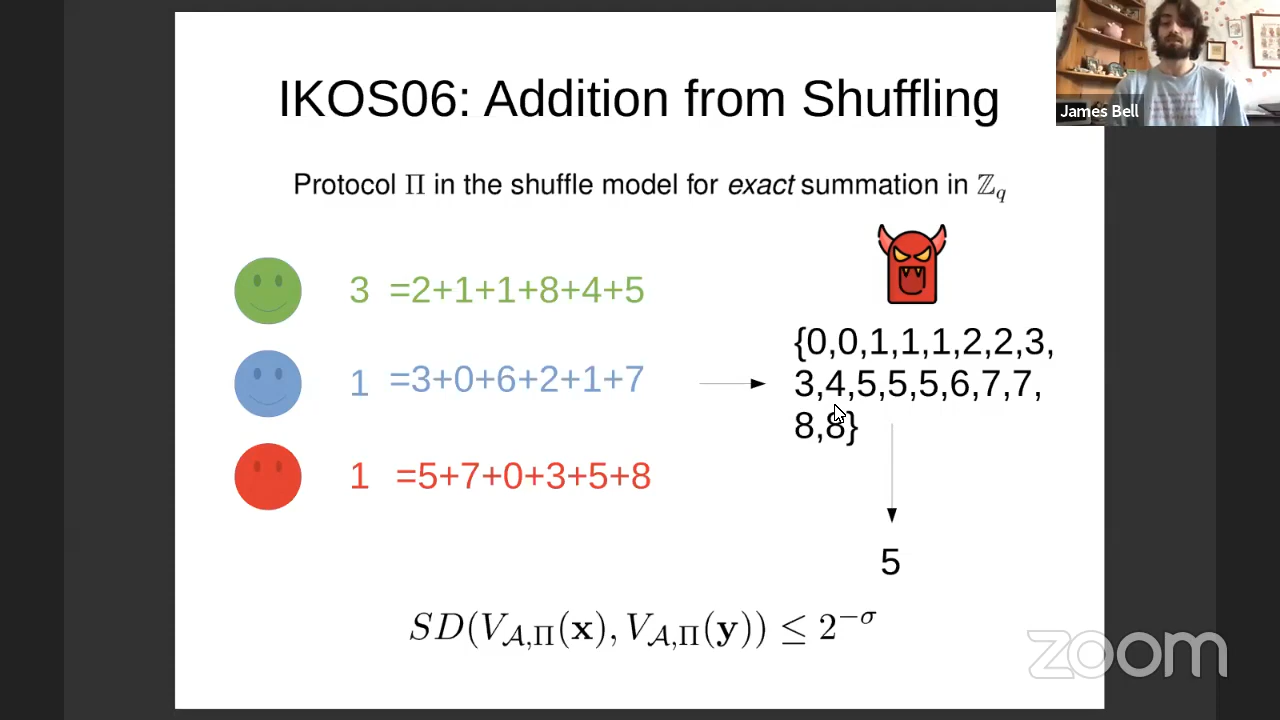 IKOS06: Addition from Shuffling
James Bell
Protocol Π in the shuffle model for exact summation in ℤ_q
3 =2+1+1+8+4+5
1 =3+0+6+2+1+7
1 =5+7+0+3+5+8
{0,0,1,1,1,2,2,3,
3,4,5,5,5,6,7,7,
8,8}
5
SD(V_{𝒜,Π}(𝐱), V_{𝒜,Π}(𝐲)) ≤ 2^{−σ}
zoom